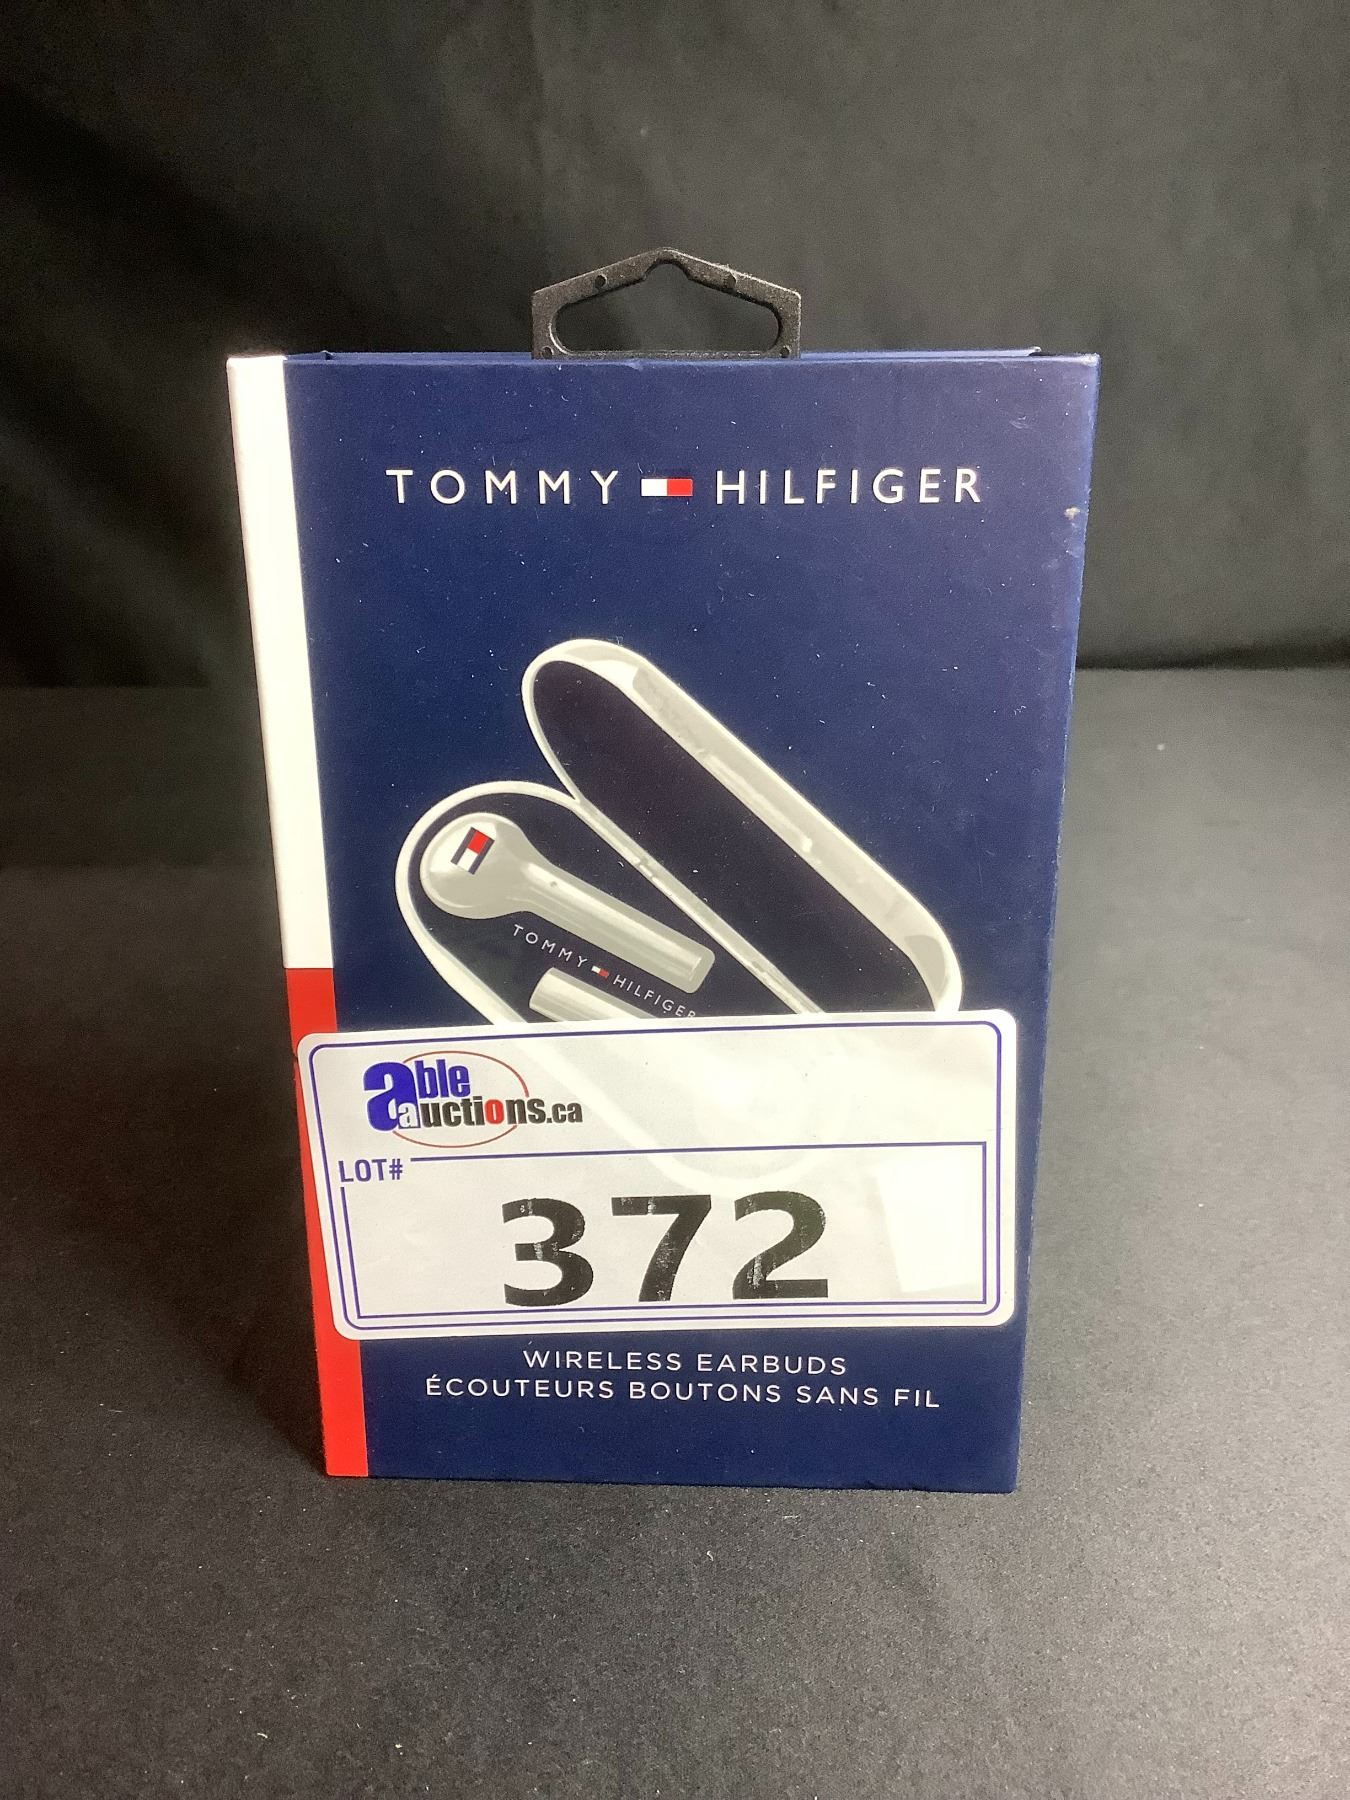 TOMMY HILFIGER
TOMMY HILFIGER
able
auctions.ca
LOT#
372
WIRELESS EARBUDS
ÉCOUTEURS BOUTONS SANS FIL